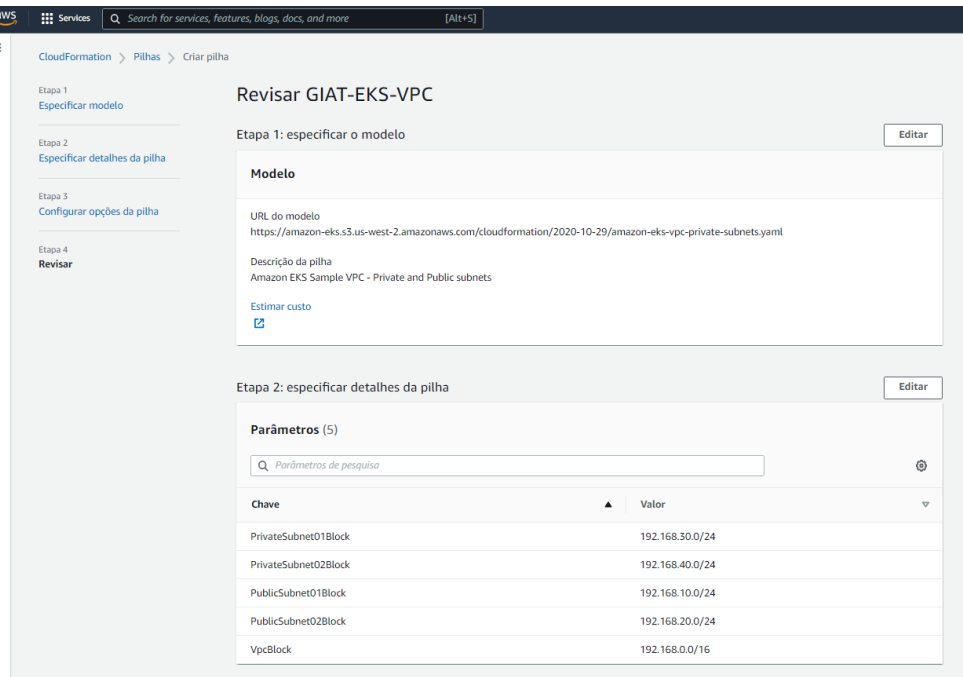 aws Services Search for services, features, blogs, docs, and more [Alt+S]
CloudFormation > Pilhas > Criar pilha
Etapa 1
Especificar modelo
Etapa 2
Especificar detalhes da pilha
Etapa 3
Configurar opções da pilha
Etapa 4
Revisar
Revisar GIAT-EKS-VPC
Etapa 1: especificar o modelo
Editar
Modelo
URL do modelo
https://amazon-eks.s3.us-west-2.amazonaws.com/cloudformation/2020-10-29/amazon-eks-vpc-private-subnets.yaml
Descrição da pilha
Amazon EKS Sample VPC - Private and Public subnets
Estimar custo
Etapa 2: especificar detalhes da pilha
Editar
Parâmetros (5)
Parâmetros de pesquisa
Chave Valor
PrivateSubnet01Block 192.168.30.0/24
PrivateSubnet02Block 192.168.40.0/24
PublicSubnet01Block 192.168.10.0/24
PublicSubnet02Block 192.168.20.0/24
VpcBlock 192.168.0.0/16